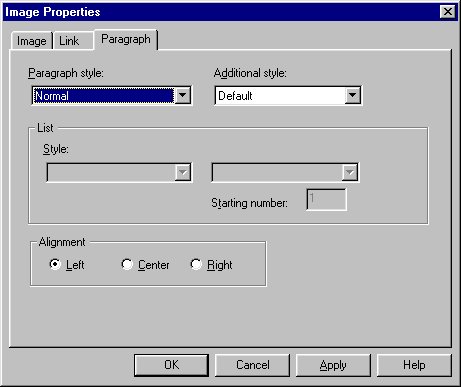 Image Properties
Image Link Paragraph
Paragraph style: Additional style:
Normal Default
List
Style:
Starting number: 1
Alignment
Left Center Right
OK Cancel Apply Help